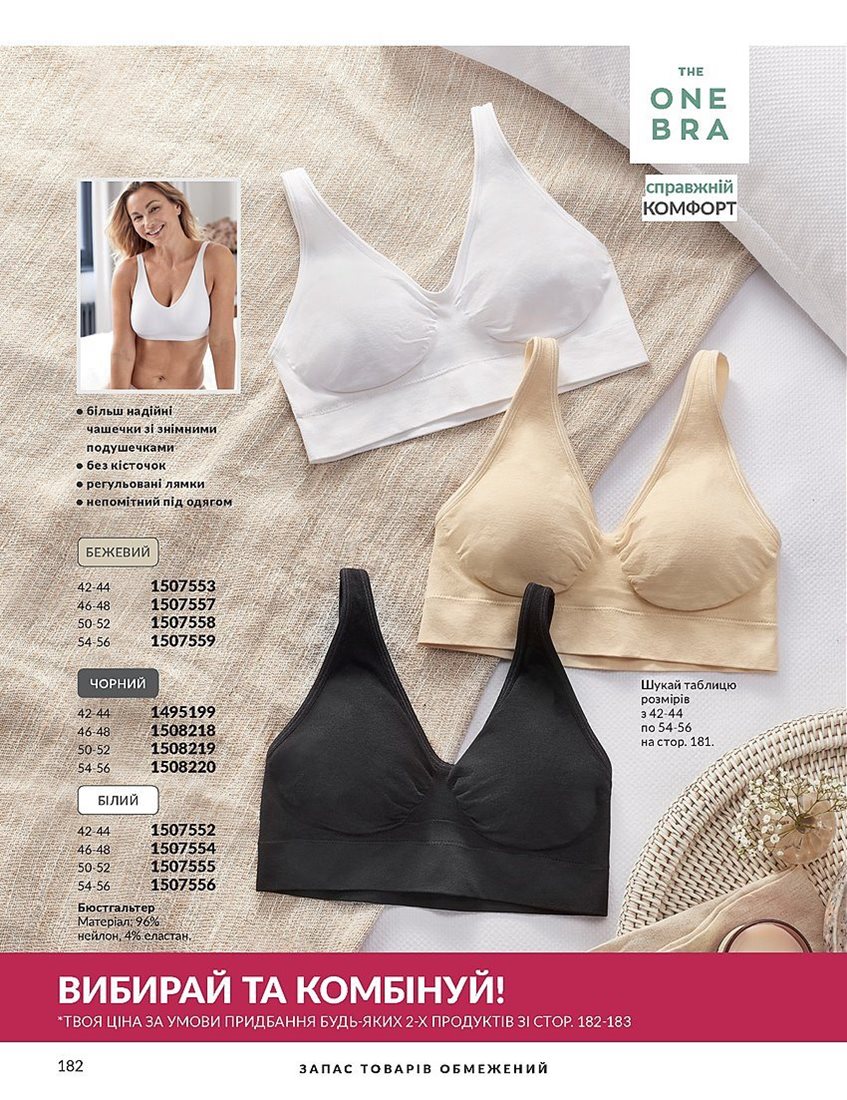 THE
ONE
BRA
справжній
КОМФОРТ
• більш надійні
чашечки зі знімними
подушечками
• без кісточок
• регульовані лямки
• непомітний під одягом
БЕЖЕВИЙ
42-44 1507553
46-48 1507557
50-52 1507558
54-56 1507559
ЧОРНИЙ
42-44 1495199
46-48 1508218
50-52 1508219
54-56 1508220
БІЛИЙ
42-44 1507552
46-48 1507554
50-52 1507555
54-56 1507556
Бюстгальтер
Матеріал: 96%
нейлон, 4% еластан.
Шукай таблицю
розмірів
з 42-44
по 54-56
на стор. 181.
ВИБИРАЙ ТА КОМБІНУЙ!
*ТВОЯ ЦІНА ЗА УМОВИ ПРИДБАННЯ БУДЬ-ЯКИХ 2-Х ПРОДУКТІВ ЗІ СТОР. 182-183
182
ЗАПАС ТОВАРІВ ОБМЕЖЕНИЙ